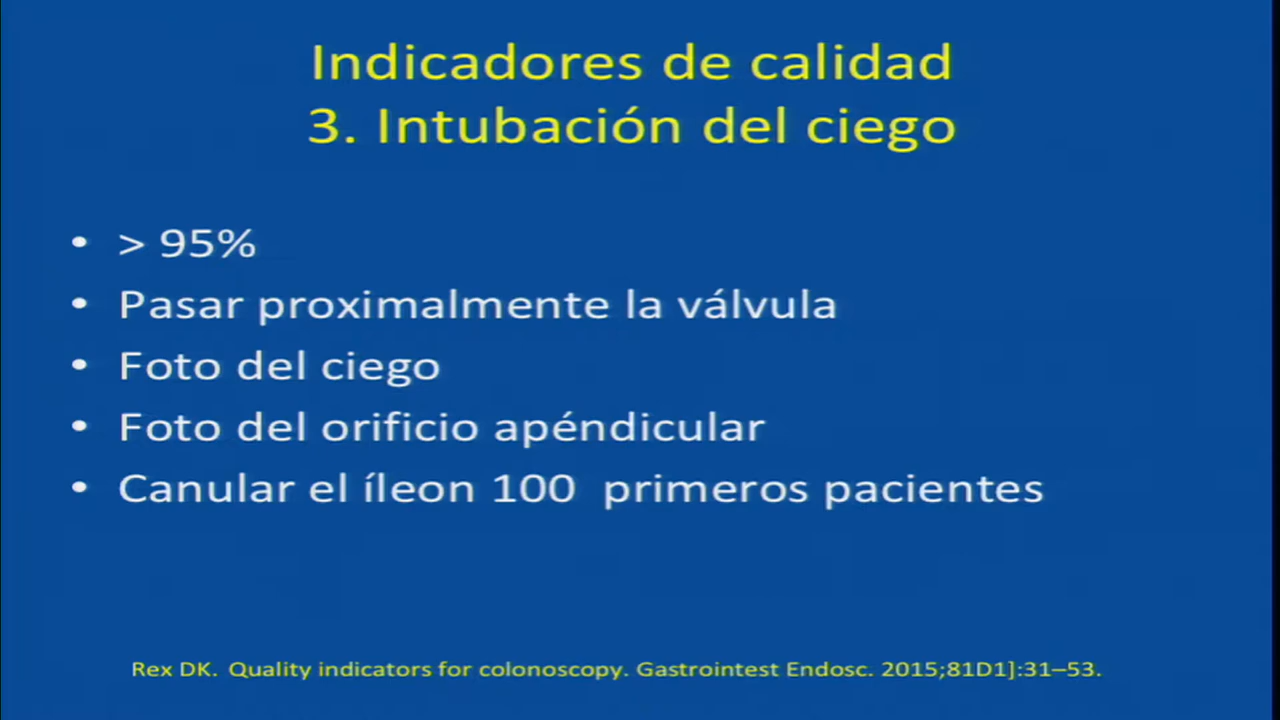 Indicadores de calidad
3. Intubación del ciego
• > 95%
• Pasar proximalmente la válvula
• Foto del ciego
• Foto del orificio apéndicular
• Canular el íleon 100 primeros pacientes
Rex DK. Quality indicators for colonoscopy. Gastrointest Endosc. 2015;81D1]:31–53.